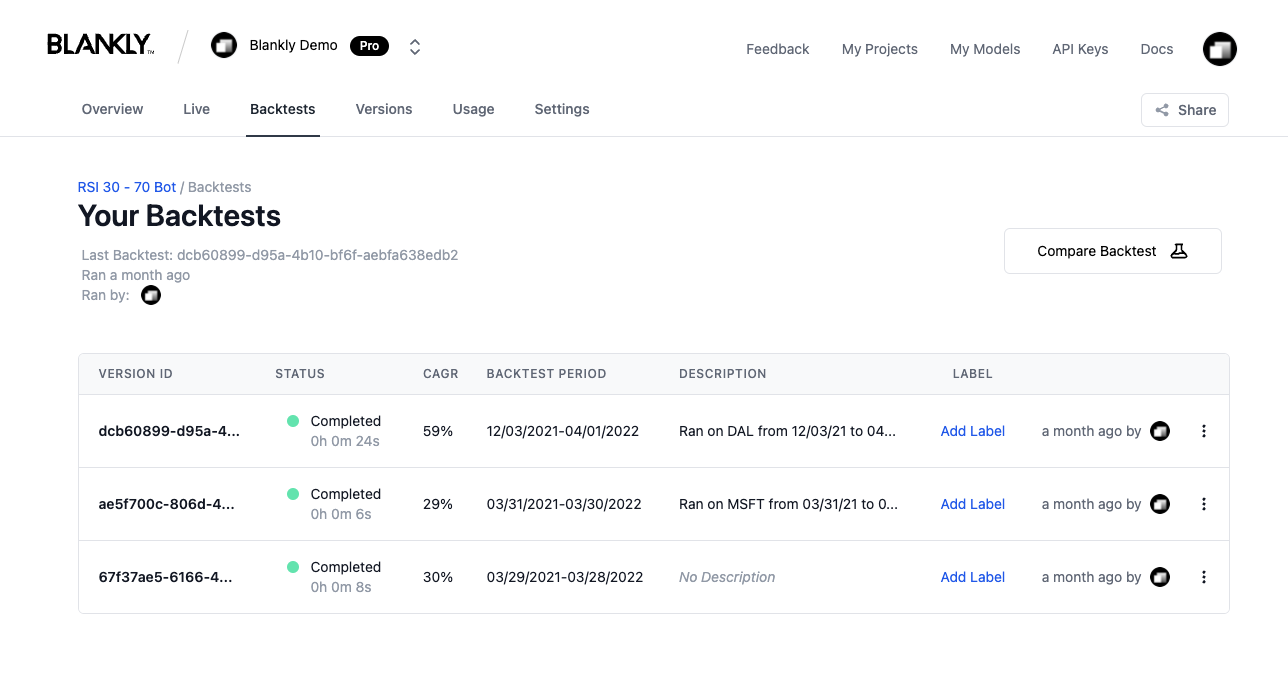 BLANKLY™ Blankly Demo Pro
Feedback My Projects My Models API Keys Docs
Overview Live Backtests Versions Usage Settings Share
RSI 30 - 70 Bot / Backtests
Your Backtests
Last Backtest: dcb60899-d95a-4b10-bf6f-aebfa638edb2
Ran a month ago
Ran by:
Compare Backtest
VERSION ID STATUS CAGR BACKTEST PERIOD DESCRIPTION LABEL
dcb60899-d95a-4... Completed 59% 12/03/2021-04/01/2022 Ran on DAL from 12/03/21 to 04... Add Label a month ago by
0h 0m 24s
ae5f700c-806d-4... Completed 29% 03/31/2021-03/30/2022 Ran on MSFT from 03/31/21 to 0... Add Label a month ago by
0h 0m 6s
67f37ae5-6166-4... Completed 30% 03/29/2021-03/28/2022 No Description Add Label a month ago by
0h 0m 8s